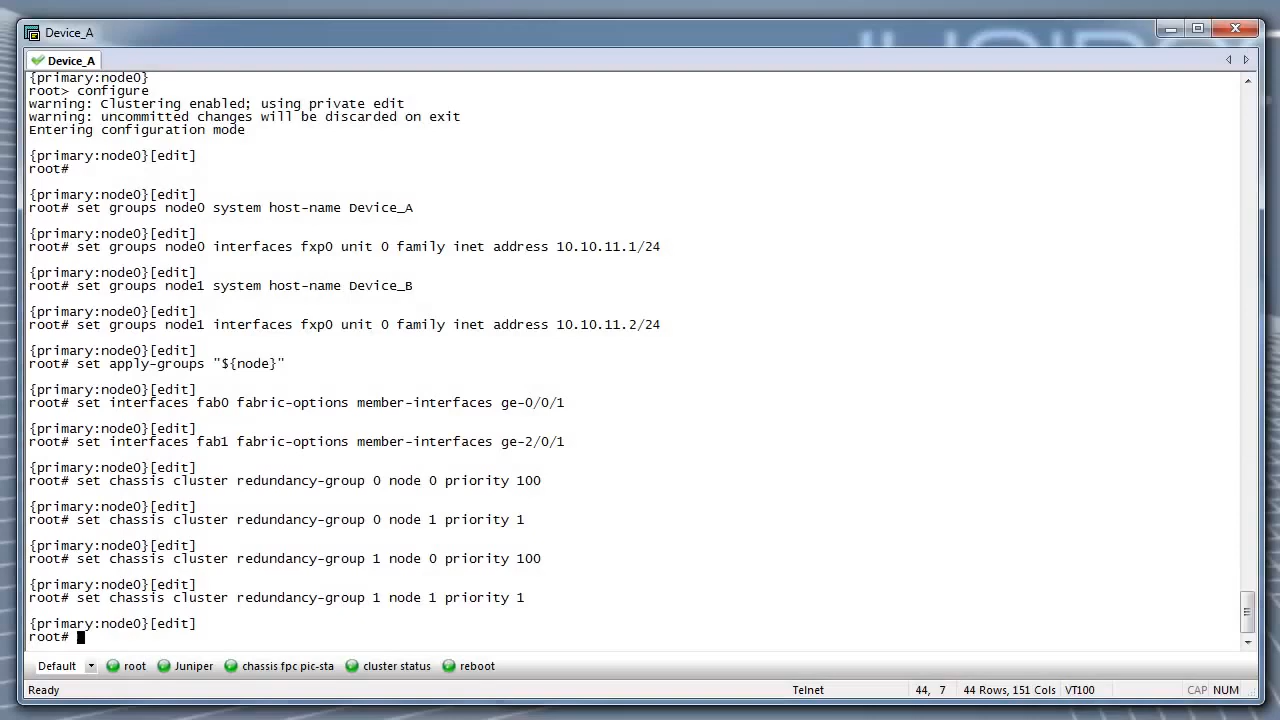 Device_A
Device_A
{primary:node0}
root> configure
warning: Clustering enabled; using private edit
warning: uncommitted changes will be discarded on exit
Entering configuration mode
{primary:node0}[edit]
root#
{primary:node0}[edit]
root# set groups node0 system host-name Device_A
{primary:node0}[edit]
root# set groups node0 interfaces fxp0 unit 0 family inet address 10.10.11.1/24
{primary:node0}[edit]
root# set groups node1 system host-name Device_B
{primary:node0}[edit]
root# set groups node1 interfaces fxp0 unit 0 family inet address 10.10.11.2/24
{primary:node0}[edit]
root# set apply-groups "${node}"
{primary:node0}[edit]
root# set interfaces fab0 fabric-options member-interfaces ge-0/0/1
{primary:node0}[edit]
root# set interfaces fab1 fabric-options member-interfaces ge-2/0/1
{primary:node0}[edit]
root# set chassis cluster redundancy-group 0 node 0 priority 100
{primary:node0}[edit]
root# set chassis cluster redundancy-group 0 node 1 priority 1
{primary:node0}[edit]
root# set chassis cluster redundancy-group 1 node 0 priority 100
{primary:node0}[edit]
root# set chassis cluster redundancy-group 1 node 1 priority 1
{primary:node0}[edit]
root#
Default root Juniper chassis fpc pic-sta cluster status reboot
Ready Telnet 44, 7 44 Rows, 151 Cols VT100 CAP NUM